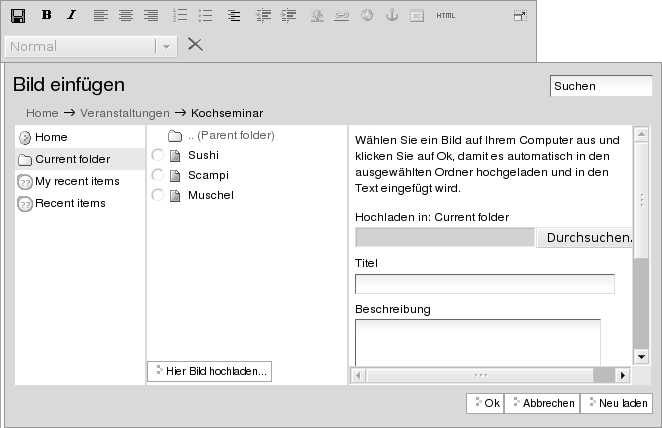 B I HTML
Normal
Bild einfügen
Suchen
Home → Veranstaltungen → Kochseminar
Home
Current folder
My recent items
Recent items
.. (Parent folder)
Sushi
Scampi
Muschel
Hier Bild hochladen...
Wählen Sie ein Bild auf Ihrem Computer aus und
klicken Sie auf Ok, damit es automatisch in den
ausgewählten Ordner hochgeladen und in den
Text eingefügt wird.
Hochladen in: Current folder
Durchsuchen.
Titel
Beschreibung
Ok
Abbrechen
Neu laden